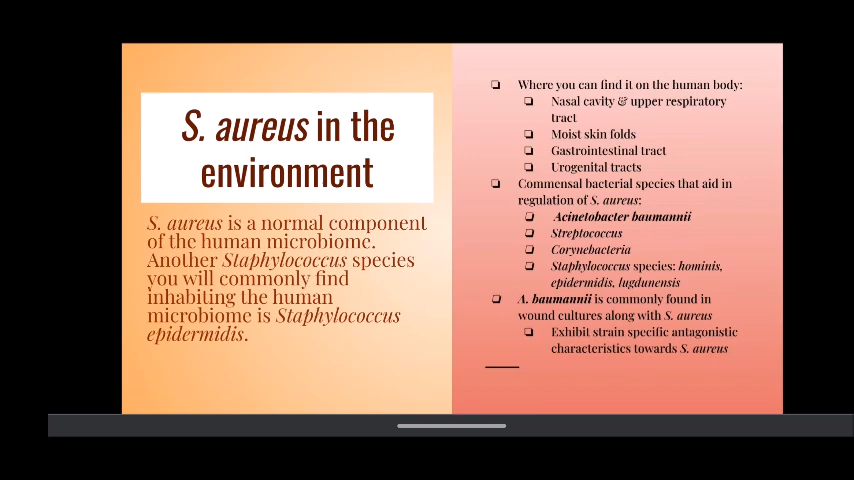 S. aureus in the
environment
S. aureus is a normal component
of the human microbiome.
Another Staphylococcus species
you will commonly find
inhabiting the human
microbiome is Staphylococcus
epidermidis.
Where you can find it on the human body:
Nasal cavity & upper respiratory
tract
Moist skin folds
Gastrointestinal tract
Urogenital tracts
Commensal bacterial species that aid in
regulation of S. aureus:
Acinetobacter baumannii
Streptococcus
Corynebacteria
Staphylococcus species: hominis,
epidermidis, lugdunensis
A. baumannii is commonly found in
wound cultures along with S. aureus
Exhibit strain specific antagonistic
characteristics towards S. aureus